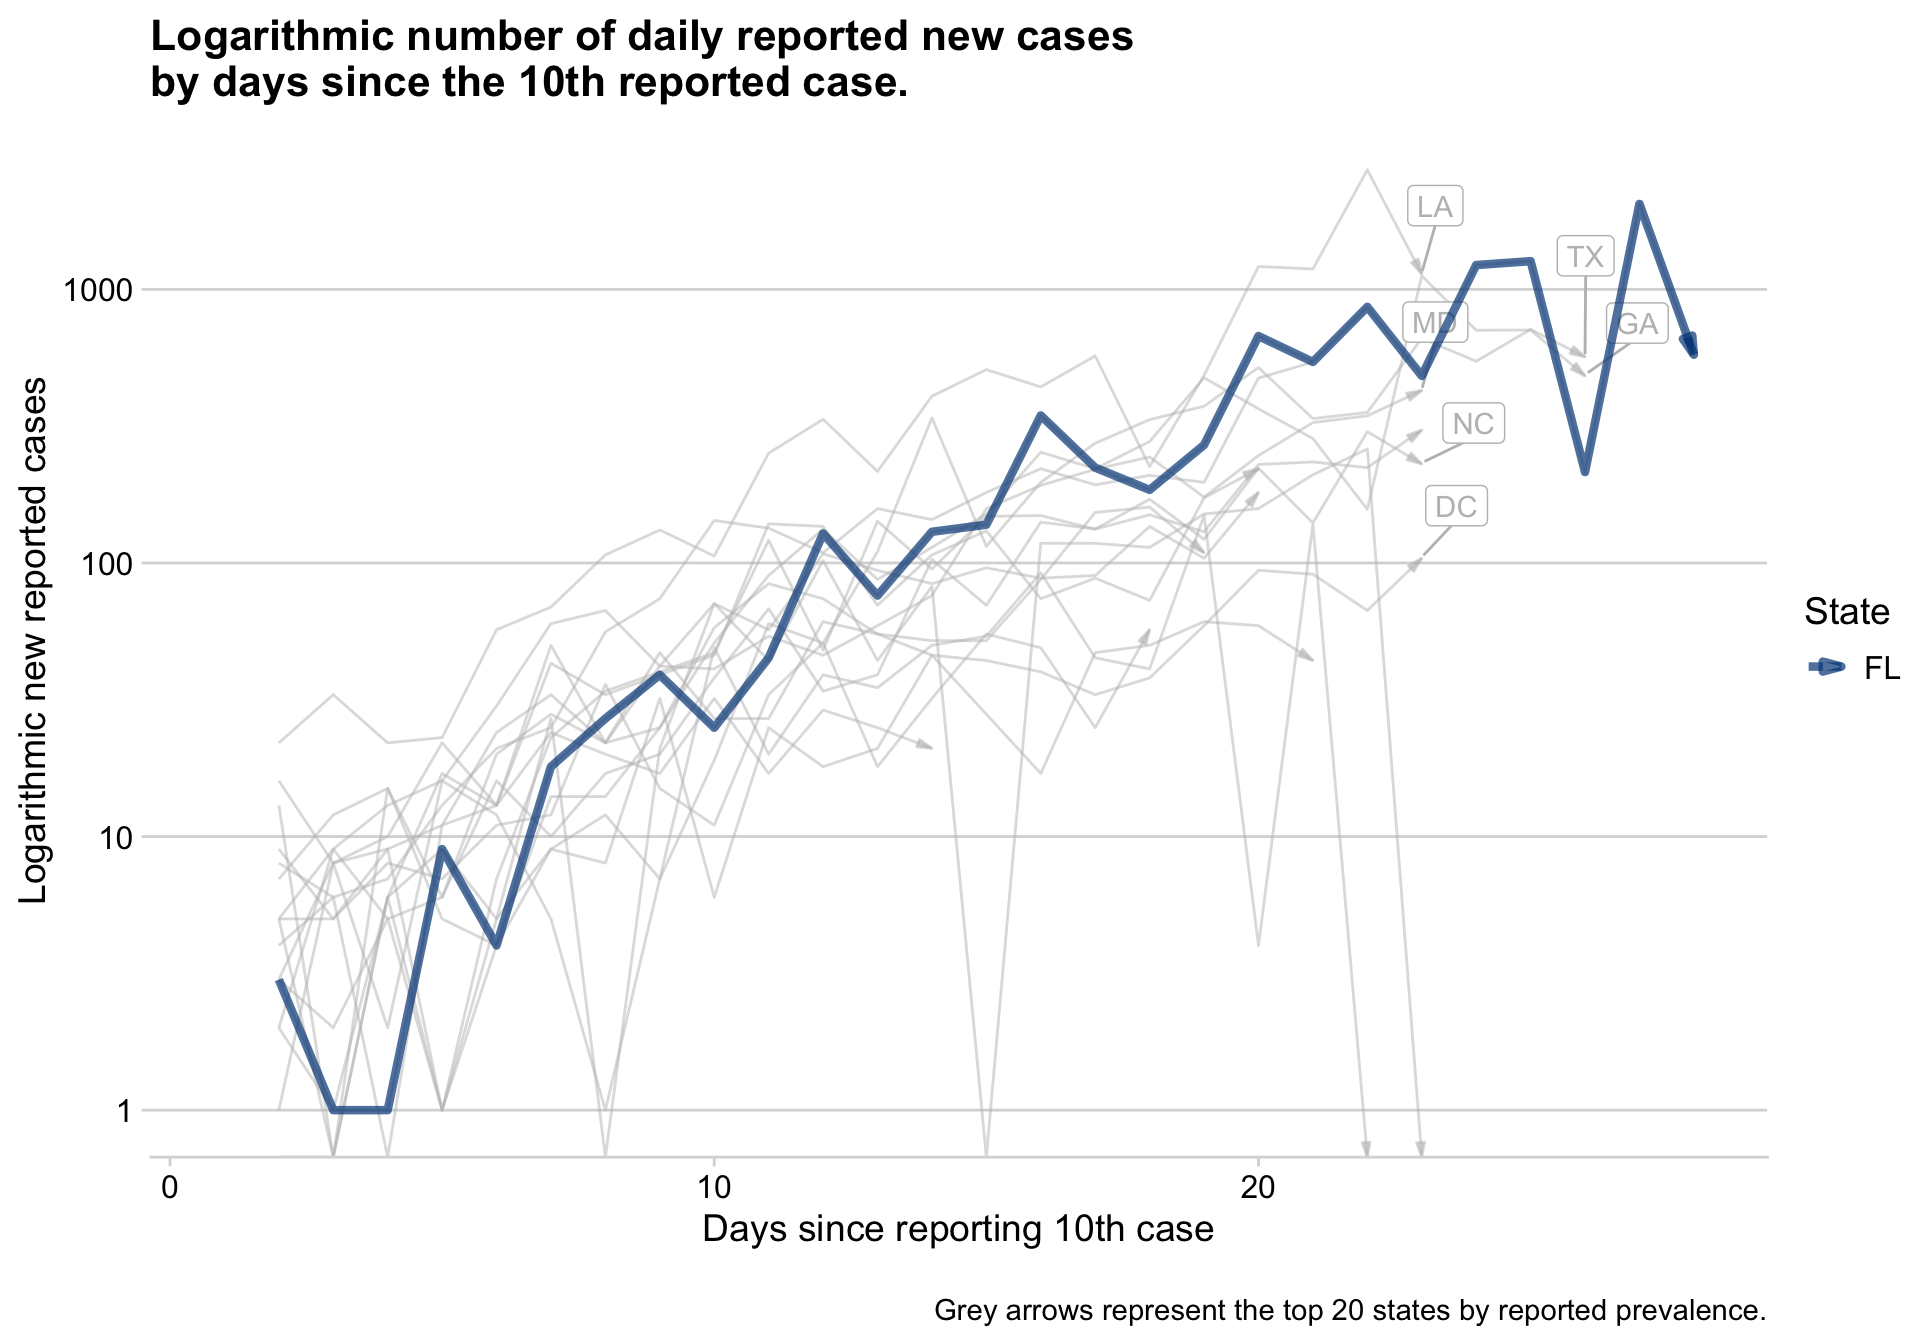 Logarithmic number of daily reported new cases
by days since the 10th reported case.
Logarithmic new reported cases
1000
100
10
1
LA
TX
MD
GA
NC
DC
State
FL
0
10
20
Days since reporting 10th case
Grey arrows represent the top 20 states by reported prevalence.